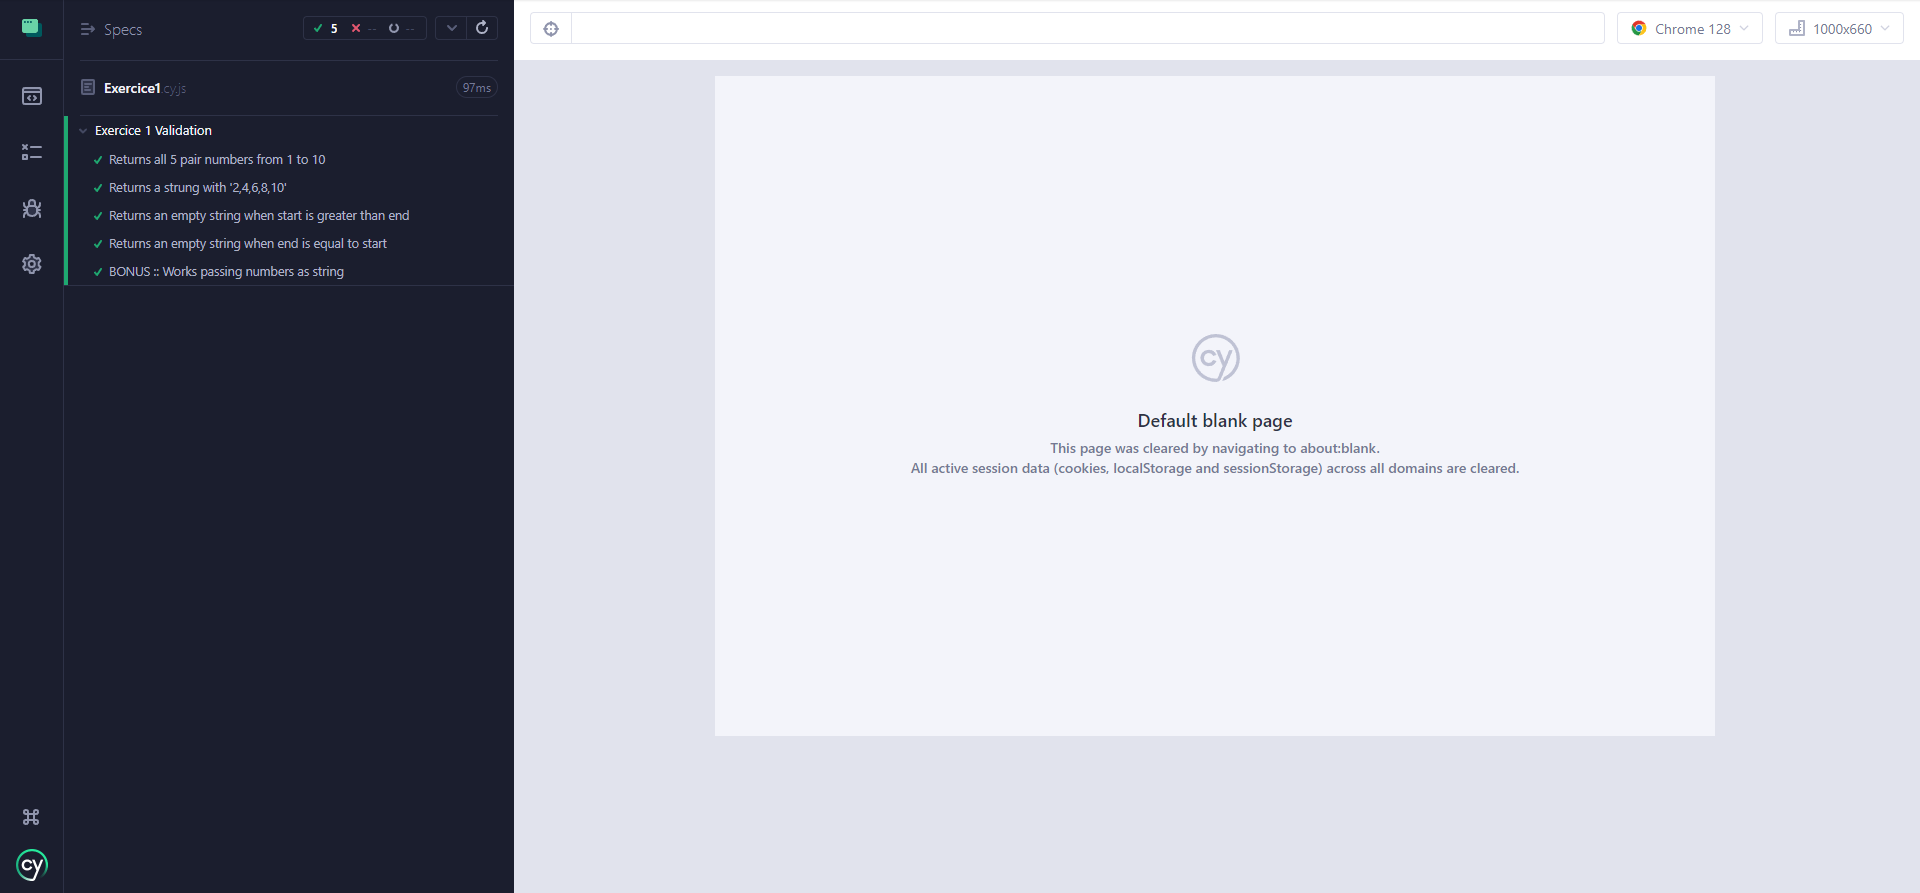 Specs
5 -- --
Exercice1.cy.js
97ms
Exercice 1 Validation
Returns all 5 pair numbers from 1 to 10
Returns a strung with '2,4,6,8,10'
Returns an empty string when start is greater than end
Returns an empty string when end is equal to start
BONUS :: Works passing numbers as string
cy
Chrome 128
1000x660
cy
Default blank page
This page was cleared by navigating to about:blank.
All active session data (cookies, localStorage and sessionStorage) across all domains are cleared.